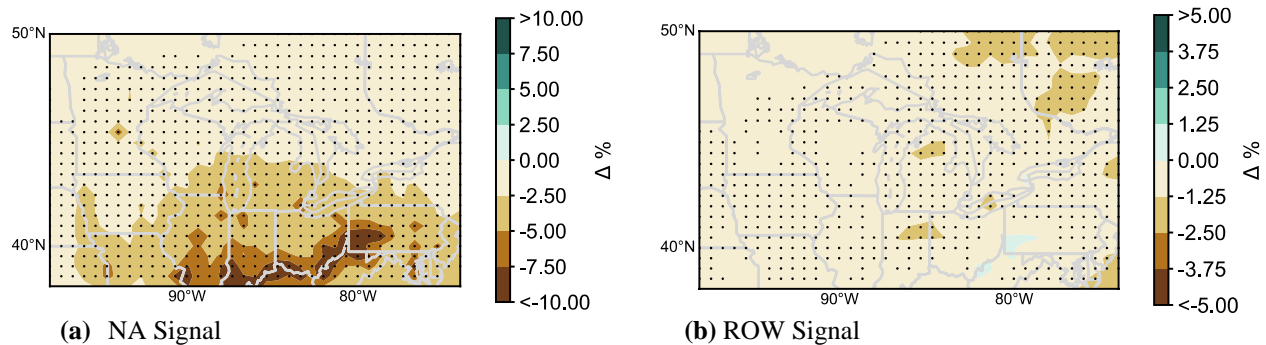 50°N
40°N
90°W
80°W
>10.00
7.50
5.00
2.50
0.00
-2.50
-5.00
-7.50
<-10.00
Δ %
(a) NA Signal
50°N
40°N
90°W
80°W
>5.00
3.75
2.50
1.25
0.00
-1.25
-2.50
-3.75
<-5.00
Δ %
(b) ROW Signal